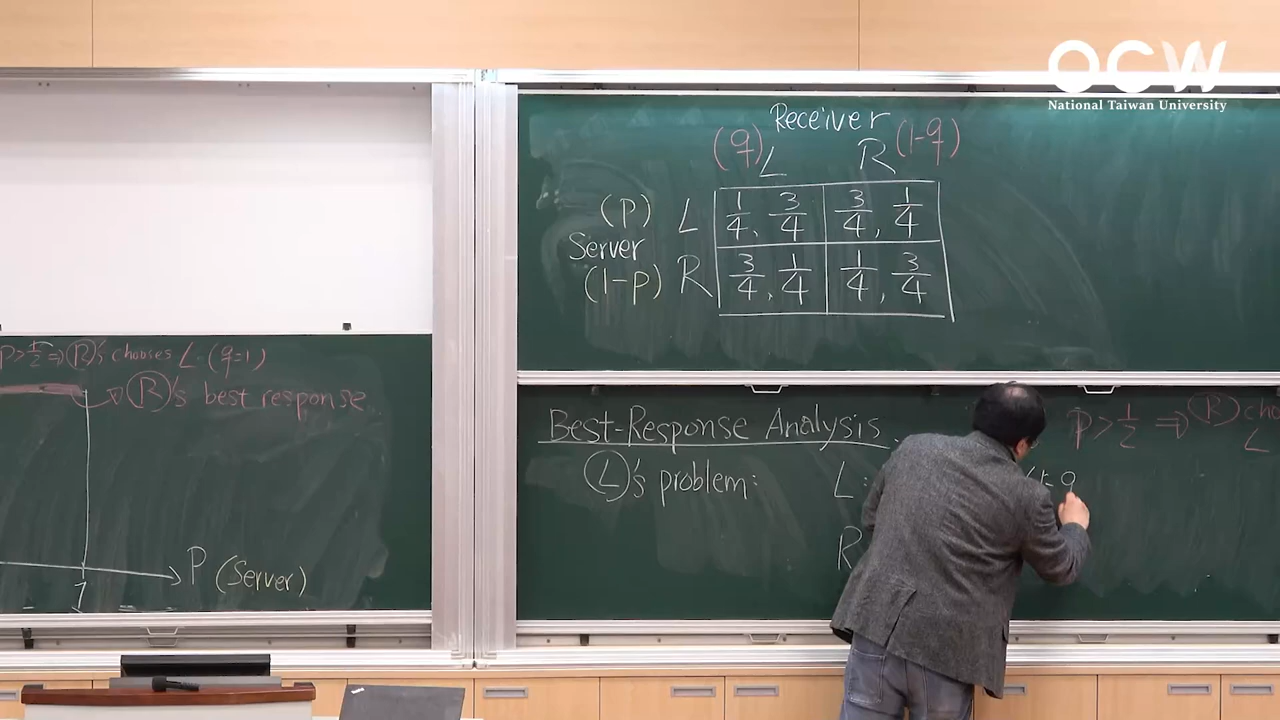 OCW
National Taiwan University
Receiver
(q) L R (1-q)
(P) L 1/4, 3/4 3/4, 1/4
Server
(1-p) R 3/4, 1/4 1/4, 3/4
P>1/2 ⇒ (R)'s chooses L. (q=1)
(R)'s best response
P (Server)
1
Best-Response Analysis
P>1/2 ⇒ (R)
L
(L)'s problem: L:
R